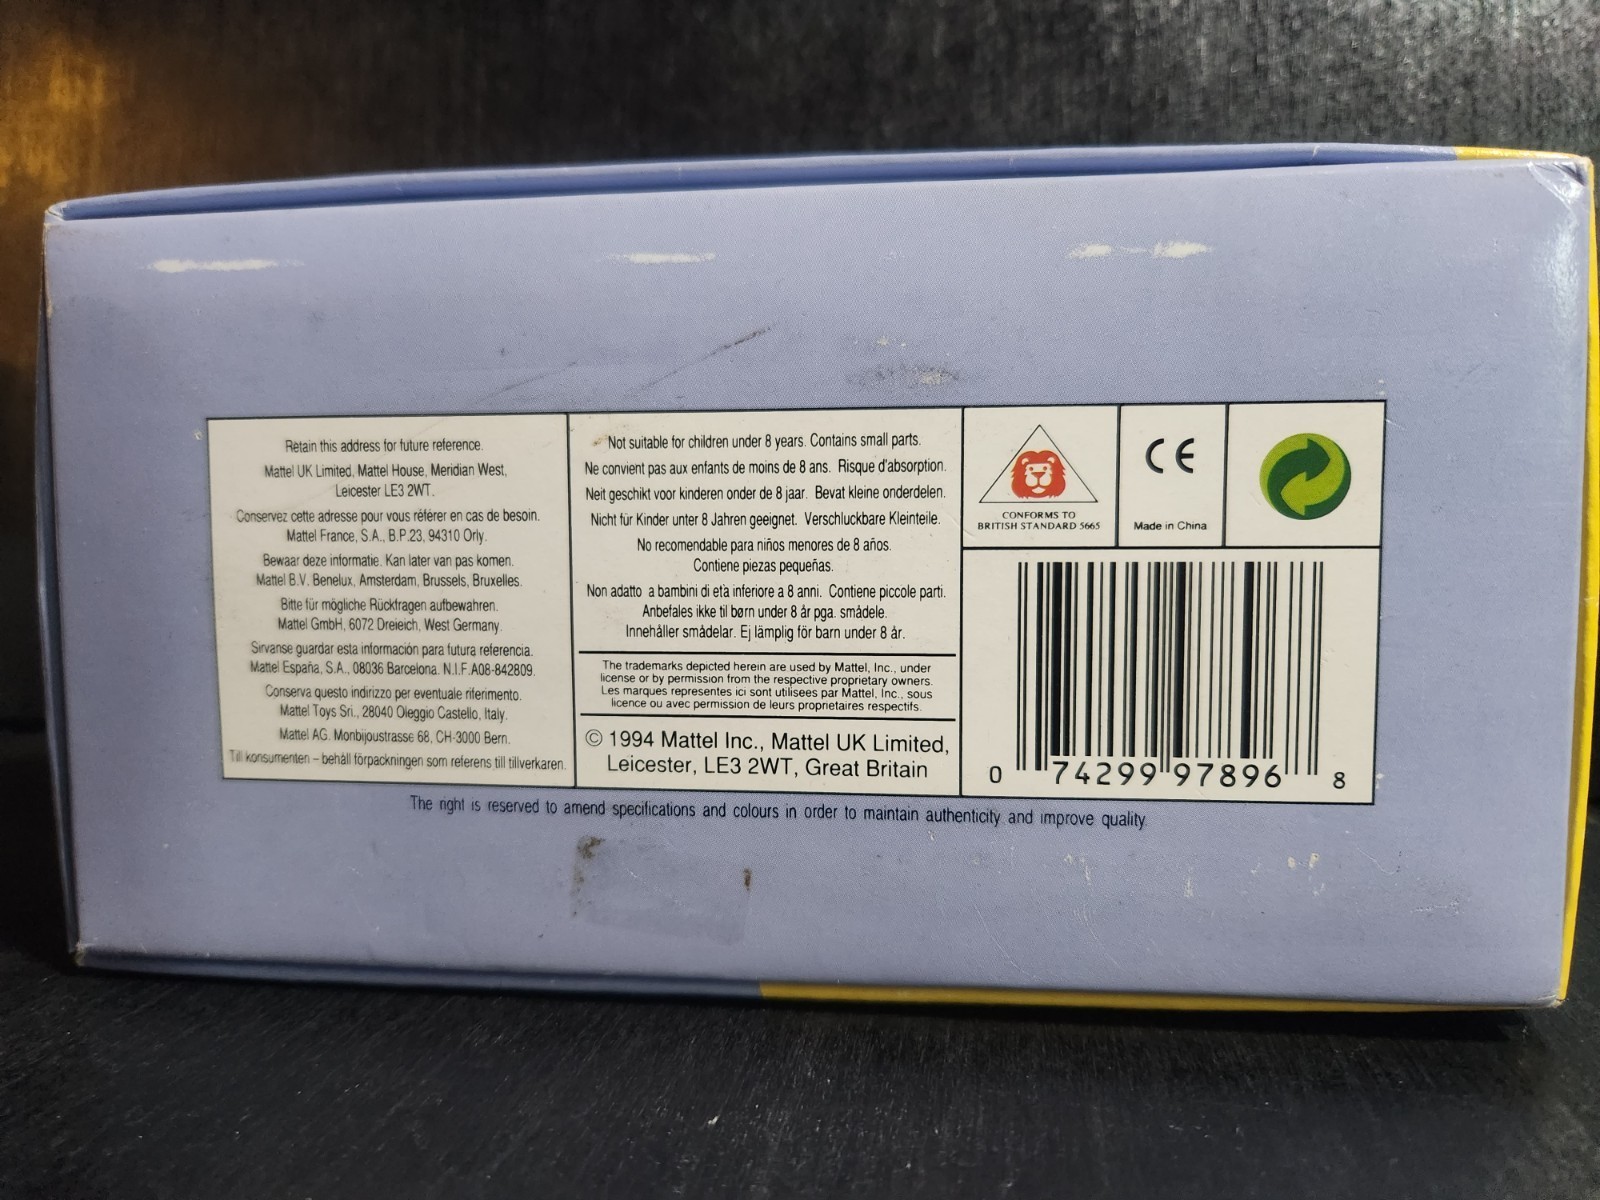 Retain this address for future reference.
Mattel UK Limited, Mattel House, Meridian West,
Leicester LE3 2WT.
Conservez cette adresse pour vous référer en cas de besoin.
Mattel France, S.A., B.P.23, 94310 Orly.
Bewaar deze informatie. Kan later van pas komen.
Mattel B.V. Benelux, Amsterdam, Brussels, Bruxelles.
Bitte für mögliche Rückfragen aufbewahren.
Mattel GmbH, 6072 Dreieich, West Germany.
Sirvanse guardar esta información para futura referencia.
Mattel España, S.A., 08036 Barcelona. N.I.F.A08-842809.
Conserva questo indirizzo per eventuale riferimento.
Mattel Toys Sri., 28040 Oleggio Castello, Italy.
Mattel AG. Monbijoustrasse 68, CH-3000 Bern.
Till konsumenten – behåll förpackningen som referens till tillverkaren.
Not suitable for children under 8 years. Contains small parts.
Ne convient pas aux enfants de moins de 8 ans. Risque d'absorption.
Neit geschikt voor kinderen onder de 8 jaar. Bevat kleine onderdelen.
Nicht für Kinder unter 8 Jahren geeignet. Verschluckbare Kleinteile.
No recomendable para niños menores de 8 años.
Contiene piezas pequeñas.
Non adatto a bambini di età inferiore a 8 anni. Contiene piccole parti.
Anbefales ikke til børn under 8 år pga. smådele.
Innehåller smådelar. Ej lämplig för barn under 8 år.
The trademarks depicted herein are used by Mattel, Inc., under
license or by permission from the respective proprietary owners.
Les marques representes ici sont utilisees par Mattel, Inc., sous
licence ou avec permission de leurs proprietaires respectifs.
© 1994 Mattel Inc., Mattel UK Limited,
Leicester, LE3 2WT, Great Britain
CONFORMS TO
BRITISH STANDARD 5665
CE
Made in China
0 74299 97896 8
The right is reserved to amend specifications and colours in order to maintain authenticity and improve quality.